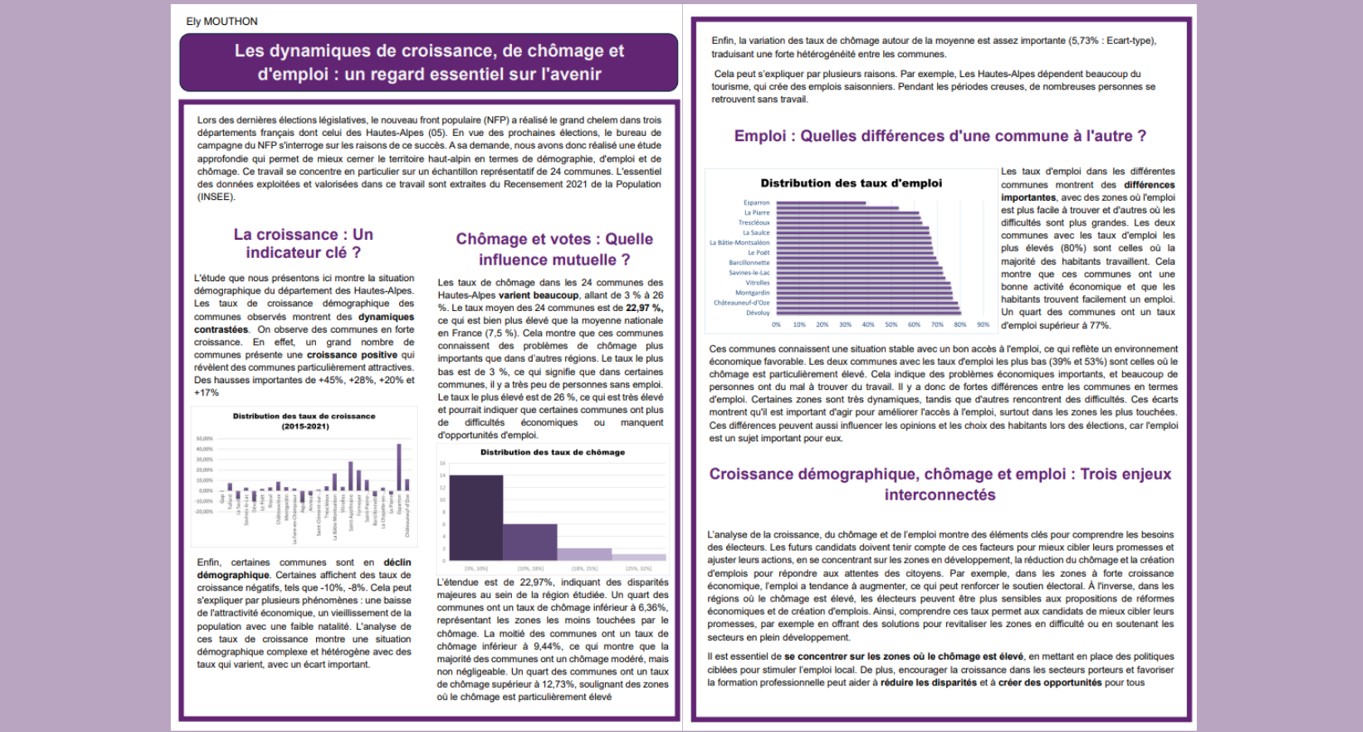 Ely MOUTHON
Les dynamiques de croissance, de chômage et
d'emploi : un regard essentiel sur l'avenir
Lors des dernières élections législatives, le nouveau front populaire (NFP) a réalisé le grand chelem dans trois
départements français dont celui des Hautes-Alpes (05). En vue des prochaines élections, le bureau de
campagne du NFP s'interroge sur les raisons de ce succès. A sa demande, nous avons donc réalisé une étude
approfondie qui permet de mieux cerner le territoire haut-alpin en termes de démographie, d'emploi et de
chômage. Ce travail se concentre en particulier sur un échantillon représentatif de 24 communes. L'essentiel
des données exploitées et valorisées dans ce travail sont extraites du Recensement 2021 de la Population
(INSEE).
La croissance : Un
indicateur clé ?
L'étude que nous présentons ici montre la situation
démographique du département des Hautes-Alpes.
Les taux de croissance démographique des
communes observés montrent des dynamiques
contrastées. On observe des communes en forte
croissance. En effet, un grand nombre de
communes présente une croissance positive qui
révèlent des communes particulièrement attractives.
Des hausses importantes de +45%, +28%, +20% et
+17%
Distribution des taux de croissance
(2015-2021)
50,00%
40,00%
30,00%
20,00%
10,00%
0,00%
-10,00%
-20,00%
Enfin, certaines communes sont en déclin
démographique. Certaines affichent des taux de
croissance négatifs, tels que -10%, -8%. Cela peut
s'expliquer par plusieurs phénomènes : une baisse
de l'attractivité économique, un vieillissement de la
population avec une faible natalité. L'analyse de
ces taux de croissance montre une situation
démographique complexe et hétérogène avec des
taux qui varient, avec un écart important.
Chômage et votes : Quelle
influence mutuelle ?
Les taux de chômage dans les 24 communes des
Hautes-Alpes varient beaucoup, allant de 3 % à 26
%. Le taux moyen des 24 communes est de 22,97 %,
ce qui est bien plus élevé que la moyenne nationale
en France (7,5 %). Cela montre que ces communes
connaissent des problèmes de chômage plus
importants que dans d'autres régions. Le taux le plus
bas est de 3 %, ce qui signifie que dans certaines
communes, il y a très peu de personnes sans emploi.
Le taux le plus élevé est de 26 %, ce qui est très élevé
et pourrait indiquer que certaines communes ont plus
de difficultés économiques ou manquent
d'opportunités d'emploi.
Distribution des taux de chômage
16
14
12
10
8
6
4
2
0
[3%, 10%] (10%, 18%] (18%, 25%] (25%, 32%]
L'étendue est de 22,97%, indiquant des disparités
majeures au sein de la région étudiée. Un quart des
communes ont un taux de chômage inférieur à 6,36%,
représentant les zones les moins touchées par le
chômage. La moitié des communes ont un taux de
chômage inférieur à 9,44%, ce qui montre que la
majorité des communes ont un chômage modéré, mais
non négligeable. Un quart des communes ont un taux
de chômage supérieur à 12,73%, soulignant des zones
où le chômage est particulièrement élevé
Enfin, la variation des taux de chômage autour de la moyenne est assez importante (5,73% : Ecart-type),
traduisant une forte hétérogénéité entre les communes.
Cela peut s'expliquer par plusieurs raisons. Par exemple, Les Hautes-Alpes dépendent beaucoup du
tourisme, qui crée des emplois saisonniers. Pendant les périodes creuses, de nombreuses personnes se
retrouvent sans travail.
Emploi : Quelles différences d'une commune à l'autre ?
Distribution des taux d'emploi
Esparron
La Piarre
Trescléoux
La Saulce
La Bâtie-Montsaléon
Le Poët
Barcillonnette
Savines-le-Lac
Vitrolles
Montgardin
Châteauneuf-d'Oze
Dévoluy
0% 10% 20% 30% 40% 50% 60% 70% 80% 90%
Les taux d'emploi dans les différentes
communes montrent des différences
importantes, avec des zones où l'emploi
est plus facile à trouver et d'autres où les
difficultés sont plus grandes. Les deux
communes avec les taux d'emploi les
plus élevés (80%) sont celles où la
majorité des habitants travaillent. Cela
montre que ces communes ont une
bonne activité économique et que les
habitants trouvent facilement un emploi.
Un quart des communes ont un taux
d'emploi supérieur à 77%.
Ces communes connaissent une situation stable avec un bon accès à l'emploi, ce qui reflète un environnement
économique favorable. Les deux communes avec les taux d'emploi les plus bas (39% et 53%) sont celles où le
chômage est particulièrement élevé. Cela indique des problèmes économiques importants, et beaucoup de
personnes ont du mal à trouver du travail. Il y a donc de fortes différences entre les communes en termes
d'emploi. Certaines zones sont très dynamiques, tandis que d'autres rencontrent des difficultés. Ces écarts
montrent qu'il est important d'agir pour améliorer l'accès à l'emploi, surtout dans les zones les plus touchées.
Ces différences peuvent aussi influencer les opinions et les choix des habitants lors des élections, car l'emploi
est un sujet important pour eux.
Croissance démographique, chômage et emploi : Trois enjeux
interconnectés
L'analyse de la croissance, du chômage et de l'emploi montre des éléments clés pour comprendre les besoins
des électeurs. Les futurs candidats doivent tenir compte de ces facteurs pour mieux cibler leurs promesses et
ajuster leurs actions, en se concentrant sur les zones en développement, la réduction du chômage et la création
d'emplois pour répondre aux attentes des citoyens. Par exemple, dans les zones à forte croissance
économique, l'emploi a tendance à augmenter, ce qui peut renforcer le soutien électoral. À l'inverse, dans les
régions où le chômage est élevé, les électeurs peuvent être plus sensibles aux propositions de réformes
économiques et de création d'emplois. Ainsi, comprendre ces taux permet aux candidats de mieux cibler leurs
promesses, par exemple en offrant des solutions pour revitaliser les zones en difficulté ou en soutenant les
secteurs en plein développement.
Il est essentiel de se concentrer sur les zones où le chômage est élevé, en mettant en place des politiques
ciblées pour stimuler l'emploi local. De plus, encourager la croissance dans les secteurs porteurs et favoriser
la formation professionnelle peut aider à réduire les disparités et à créer des opportunités pour tous